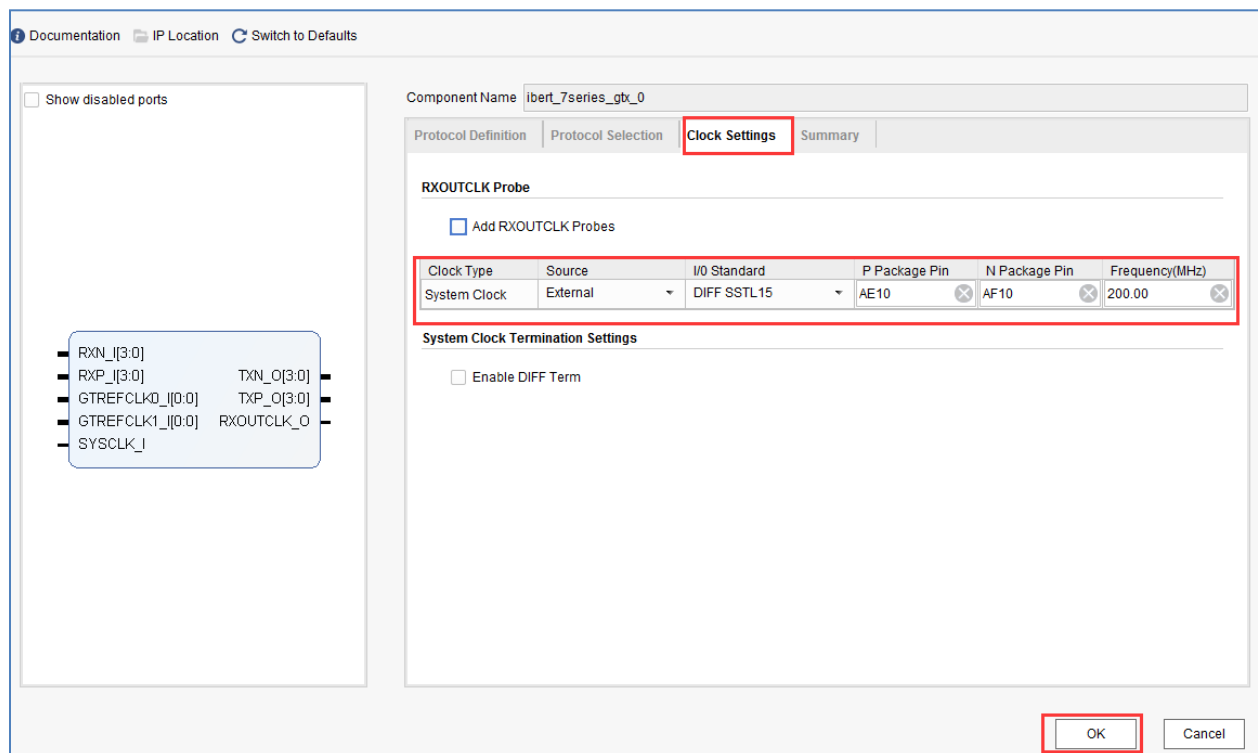 Documentation IP Location Switch to Defaults
Show disabled ports
Component Name ibert_7series_gtx_0
Protocol Definition Protocol Selection Clock Settings Summary
RXOUTCLK Probe
Add RXOUTCLK Probes
Clock Type Source I/0 Standard P Package Pin N Package Pin Frequency(MHz)
System Clock External DIFF SSTL15 AE10 AF10 200.00
System Clock Termination Settings
Enable DIFF Term
RXN_I[3:0]
RXP_I[3:0] TXN_O[3:0]
GTREFCLK0_I[0:0] TXP_O[3:0]
GTREFCLK1_I[0:0] RXOUTCLK_O
SYSCLK_I
OK Cancel